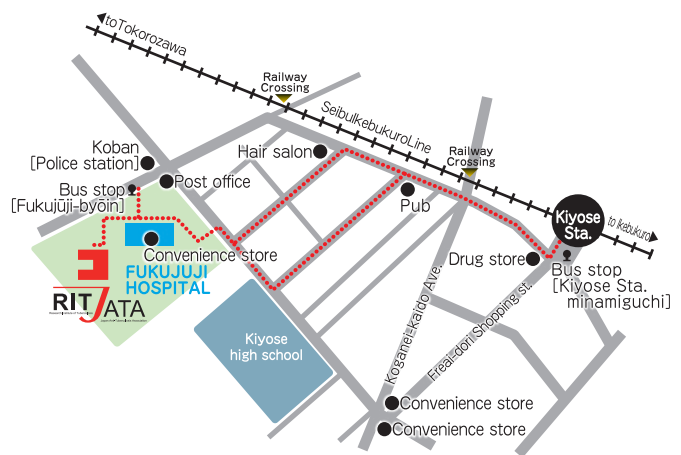 to Tokorozawa
Railway
Crossing
SeibuIkebukuroLine
Koban
[Police station]
Hair salon
Railway
Crossing
Post office
Bus stop
[Fukujūji-byōin]
Pub
Kiyose
Sta.
to Ikebukuro
Convenience store
Drug store
Bus stop
[Kiyose Sta.
minamiguchi]
FUKUJUJI
HOSPITAL
RIT
JATA
Koganei-kaido Ave.
Freai-dori Shopping st.
Kiyose
high school
Convenience store
Convenience store